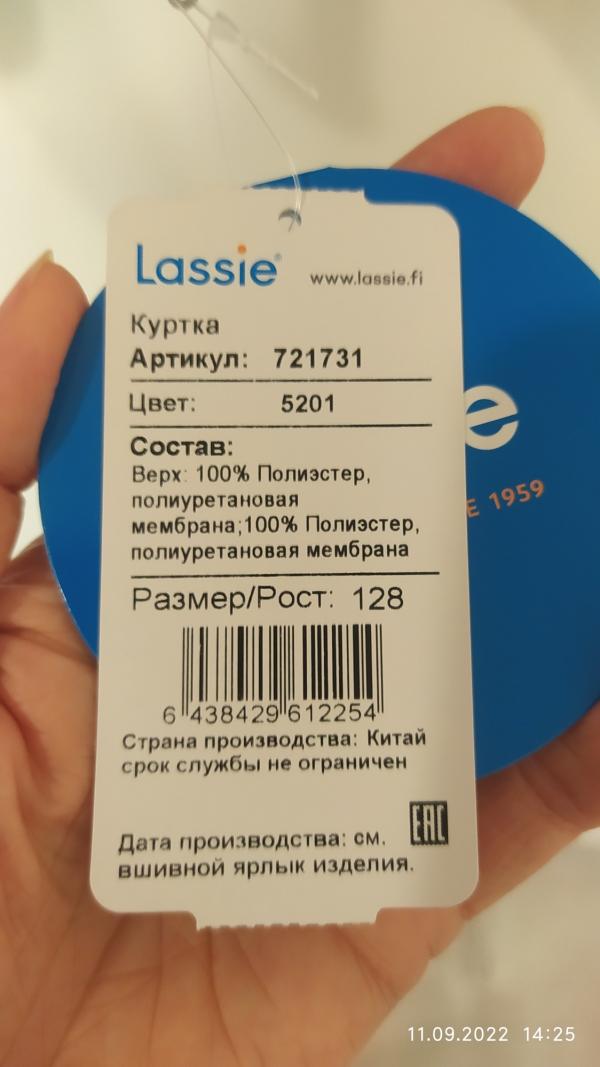 Lassie
www.lassie.fi
Куртка
Артикул: 721731
Цвет: 5201
Состав:
Верх: 100% Полиэстер,
полиуретановая
мембрана;100% Полиэстер,
полиуретановая мембрана
Размер/Рост: 128
6 438429 612254
Страна производства: Китай
срок службы не ограничен
EAC
Дата производства: см.
вшивной ярлык изделия.
e
E 1959
11.09.2022 14:25